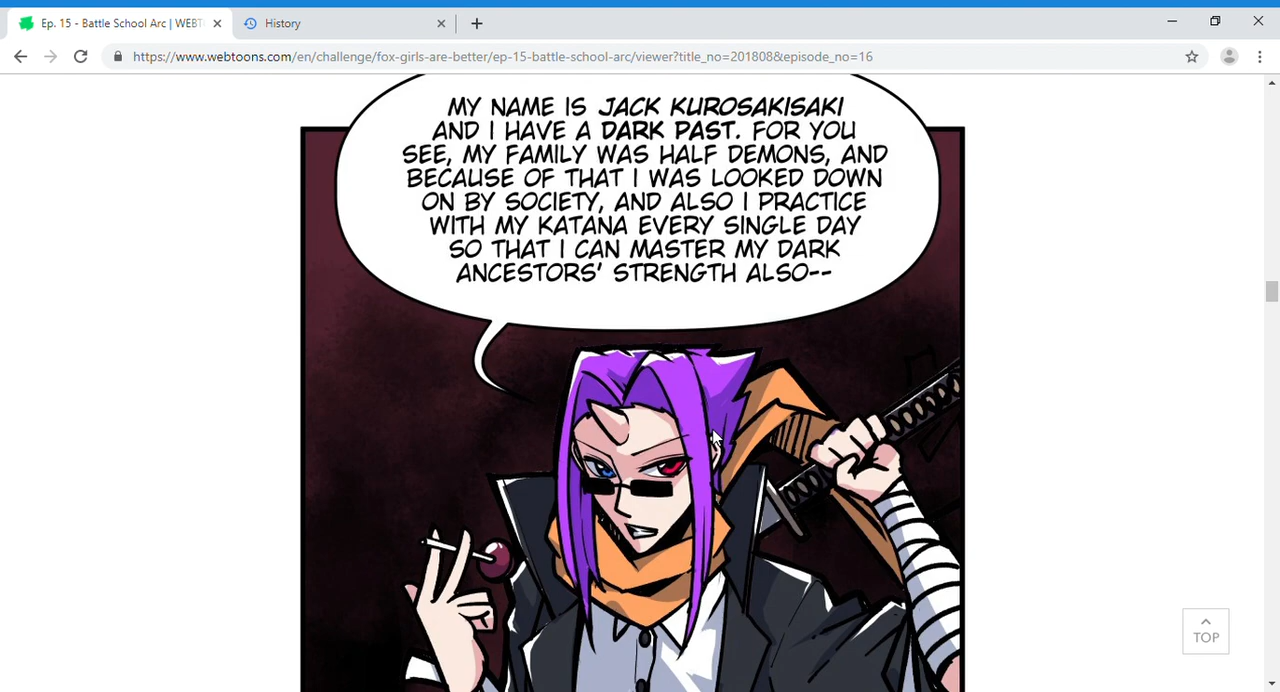 Ep. 15 - Battle School Arc | WEBT
History
https://www.webtoons.com/en/challenge/fox-girls-are-better/ep-15-battle-school-arc/viewer?title_no=201808&episode_no=16
MY NAME IS JACK KUROSAKISAKI
AND I HAVE A DARK PAST. FOR YOU
SEE, MY FAMILY WAS HALF DEMONS, AND
BECAUSE OF THAT I WAS LOOKED DOWN
ON BY SOCIETY, AND ALSO I PRACTICE
WITH MY KATANA EVERY SINGLE DAY
SO THAT I CAN MASTER MY DARK
ANCESTORS' STRENGTH ALSO--
TOP